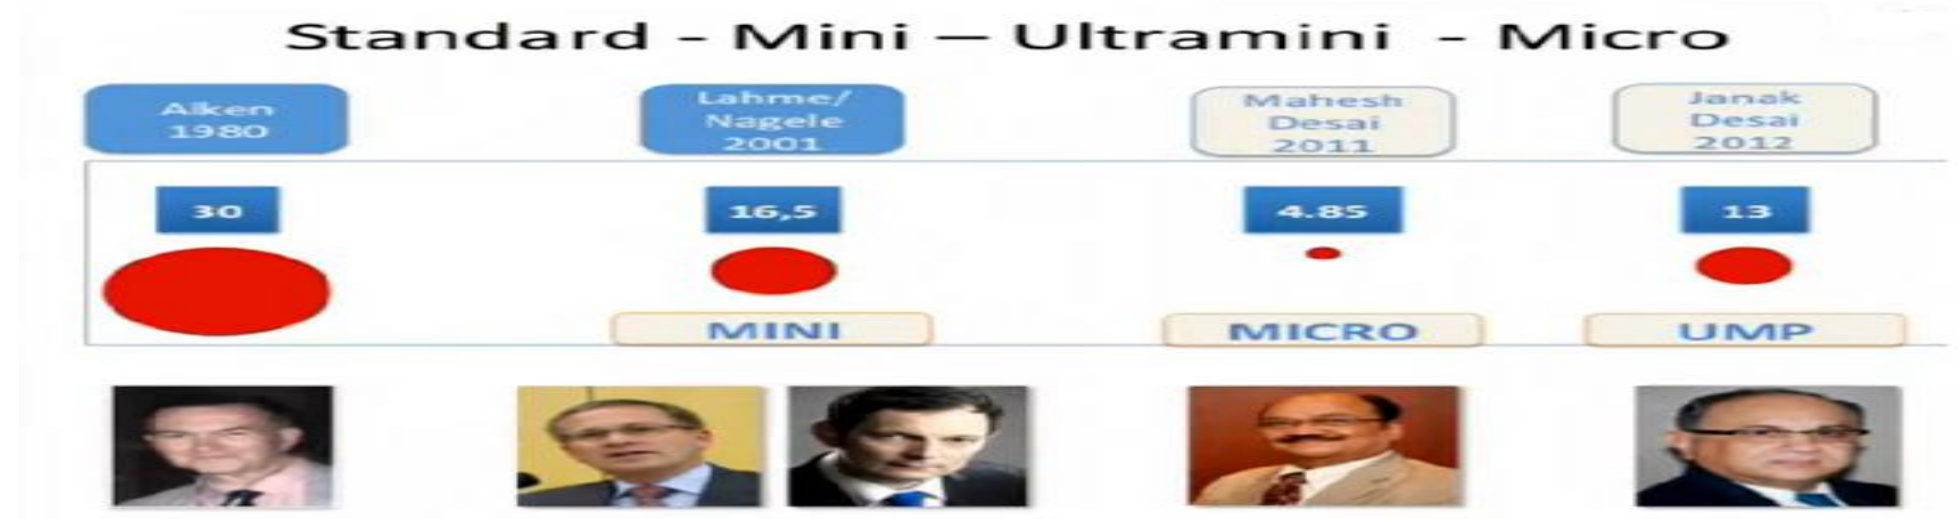 Standard - Mini – Ultramini - Micro
Alken
1980
Lahme/
Nagele
2001
Mahesh
Desai
2011
Janak
Desai
2012
30
16,5
4.85
13
MINI
MICRO
UMP